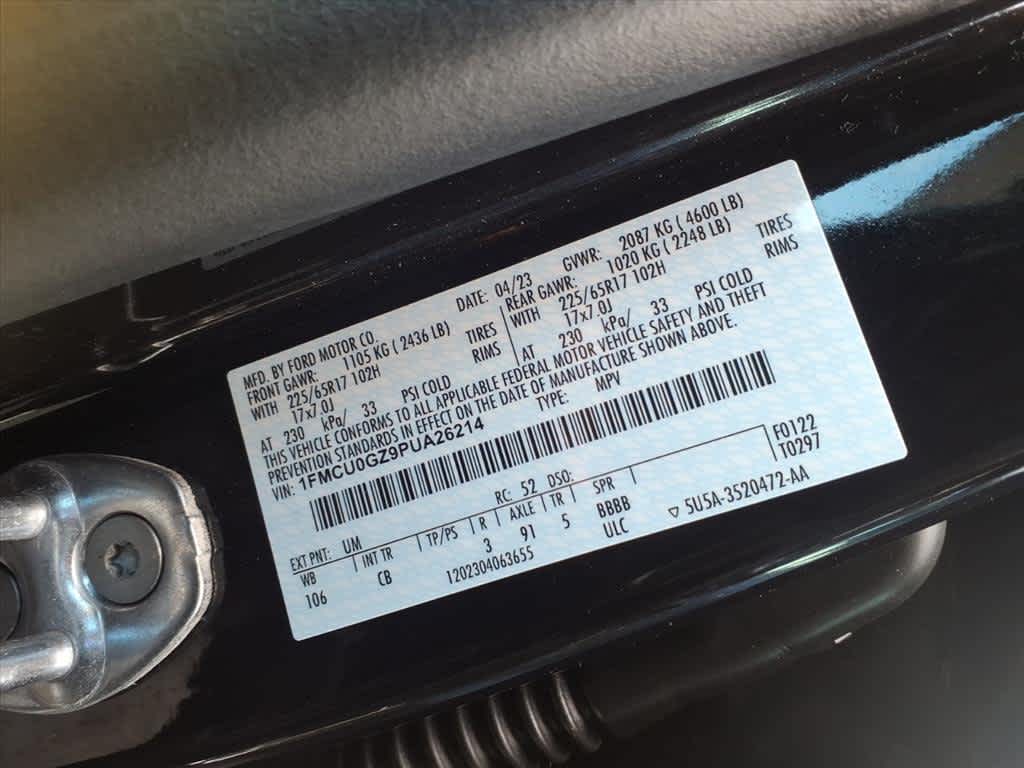 MFD. BY FORD MOTOR CO.
DATE: 04/23 GVWR: 2087 KG ( 4600 LB)
FRONT GAWR: 1105 KG ( 2436 LB) REAR GAWR: 1020 KG ( 2248 LB)
WITH 225/65R17 102H TIRES WITH 225/65R17 102H TIRES
17x7.0J RIMS 17x7.0J RIMS
AT 230 kPa/ 33 PSI COLD AT 230 kPa/ 33 PSI COLD
THIS VEHICLE CONFORMS TO ALL APPLICABLE FEDERAL MOTOR VEHICLE SAFETY AND THEFT
PREVENTION STANDARDS IN EFFECT ON THE DATE OF MANUFACTURE SHOWN ABOVE.
VIN: 1FMCU0GZ9PUA26214 TYPE: MPV
EXT PNT: UM RC: 52 DSO: F0122
WB INT TR TP/PS R AXLE TR SPR T0297
106 CB 3 91 5 BBBB
1202304063655 ULC ▽ 5U5A-3520472-AA